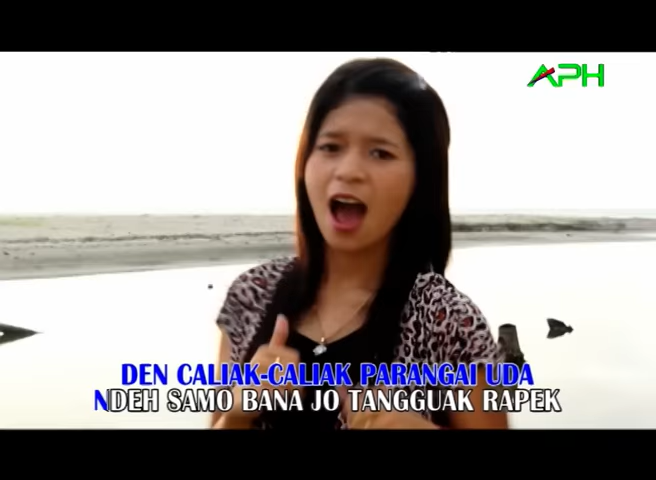 APH
DEN CALIAK-CALIAK PARANGAI UDA
NDEH SAMO BANA JO TANGGUAK RAPEK